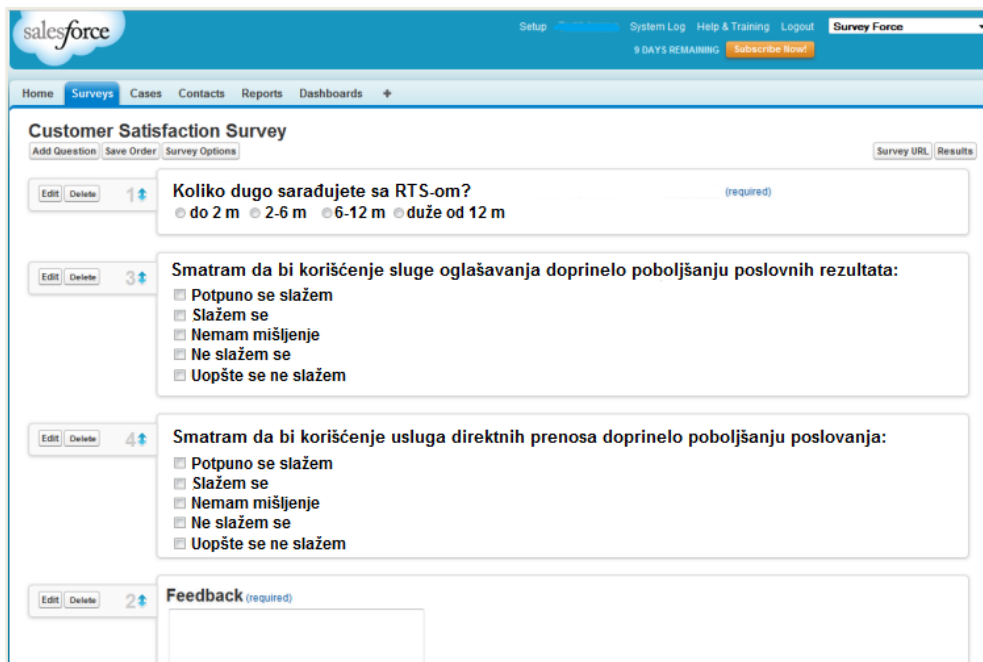 salesforce
Setup System Log Help & Training Logout Survey Force
9 DAYS REMAINING Subscribe Now!
Home Surveys Cases Contacts Reports Dashboards +
Customer Satisfaction Survey
Add Question Save Order Survey Options Survey URL Results
Edit Delete 1 Koliko dugo sarađujete sa RTS-om? (required)
do 2 m 2-6 m 6-12 m duže od 12 m
Edit Delete 3 Smatram da bi korišćenje sluge oglašavanja doprinelo poboljšanju poslovnih rezultata:
Potpuno se slažem
Slažem se
Nemam mišljenje
Ne slažem se
Uopšte se ne slažem
Edit Delete 4 Smatram da bi korišćenje usluga direktnih prenosa doprinelo poboljšanju poslovanja:
Potpuno se slažem
Slažem se
Nemam mišljenje
Ne slažem se
Uopšte se ne slažem
Edit Delete 2 Feedback (required)